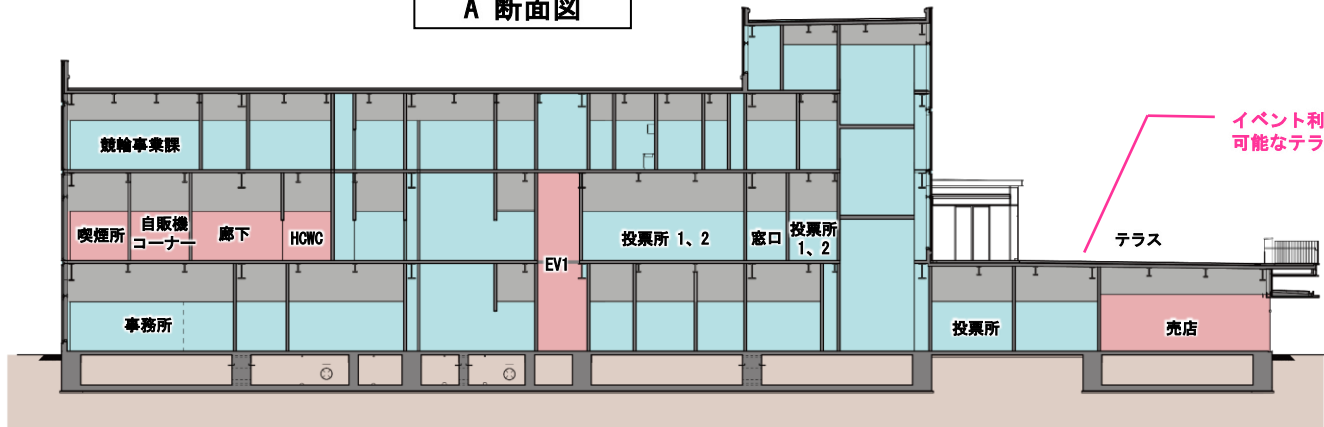 A 断面図
競輪事業課
イベント利
可能なテラ
喫煙所
自販機
コーナー
廊下
HCWC
投票所 1、2
窓口
投票所
1、2
テラス
EV1
事務所
投票所
売店